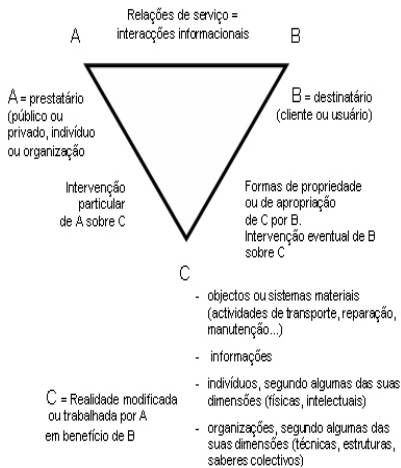 Relações de serviço =
interacções informacionais
A
B
A = prestatário
(público ou
privado, indivíduo
ou organização
B = destinatário
(cliente ou usuário)
Intervenção
particular
de A sobre C
Formas de propriedade
ou de apropriação
de C por B.
Intervenção eventual de B
sobre C
C
- objectos ou sistemas materiais
(actividades de transporte, reparação,
manutenção...)
- informações
- indivíduos, segundo algumas das suas
dimensões (físicas, intelectuais)
- organizações, segundo algumas das
suas dimensões (técnicas, estruturas,
saberes colectivos)
C = Realidade modificada
ou trabalhada por A
em benefício de B